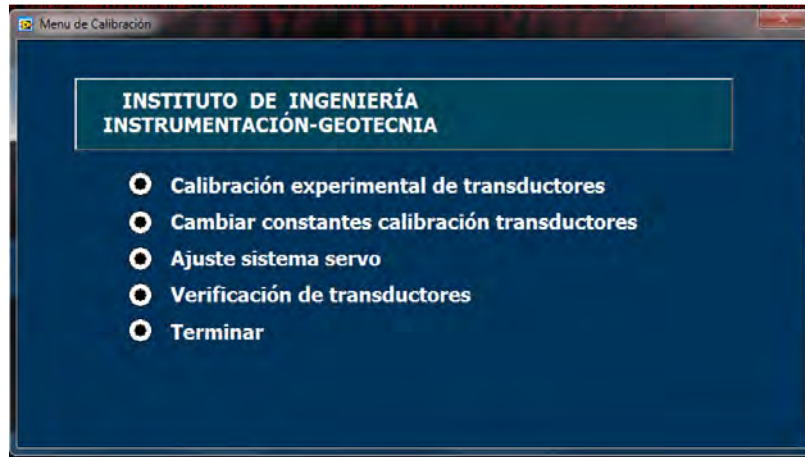 Menu de Calibración
INSTITUTO DE INGENIERÍA
INSTRUMENTACIÓN-GEOTECNIA
Calibración experimental de transductores
Cambiar constantes calibración transductores
Ajuste sistema servo
Verificación de transductores
Terminar